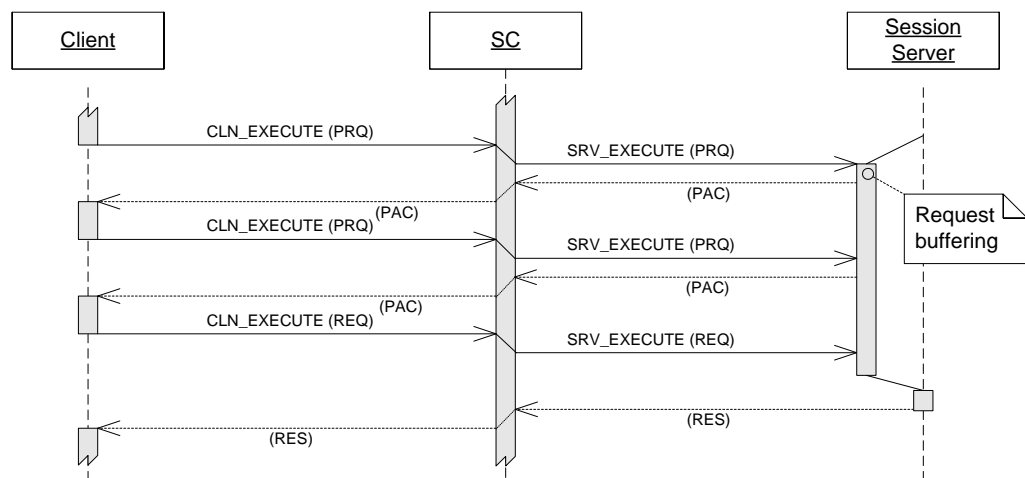 Client
SC
Session
Server
CLN_EXECUTE (PRQ)
SRV_EXECUTE (PRQ)
(PAC)
(PAC)
Request
buffering
CLN_EXECUTE (PRQ)
SRV_EXECUTE (PRQ)
(PAC)
(PAC)
CLN_EXECUTE (REQ)
SRV_EXECUTE (REQ)
(RES)
(RES)